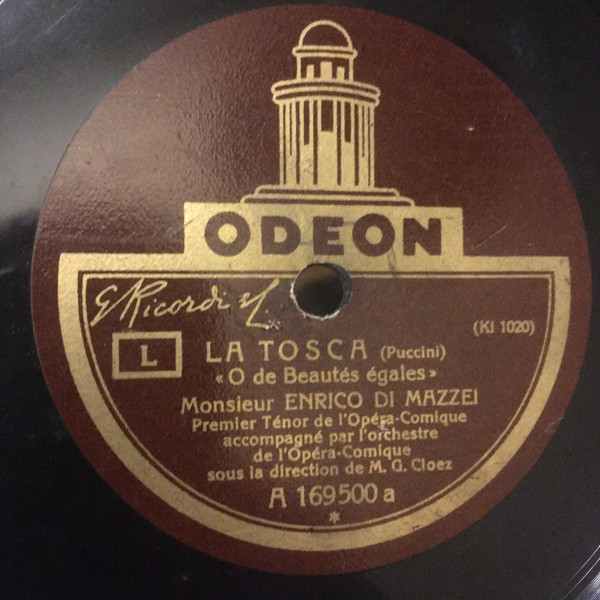 ODEON
G Ricordi &
(Ki 1020)
L
LA TOSCA (Puccini)
« O de Beautés égales »
Monsieur ENRICO DI MAZZEI
Premier Ténor de l'Opéra-Comique
accompagné par l'orchestre
de l'Opéra-Comique
sous la direction de M. G. Cloez
A 169500 a
*